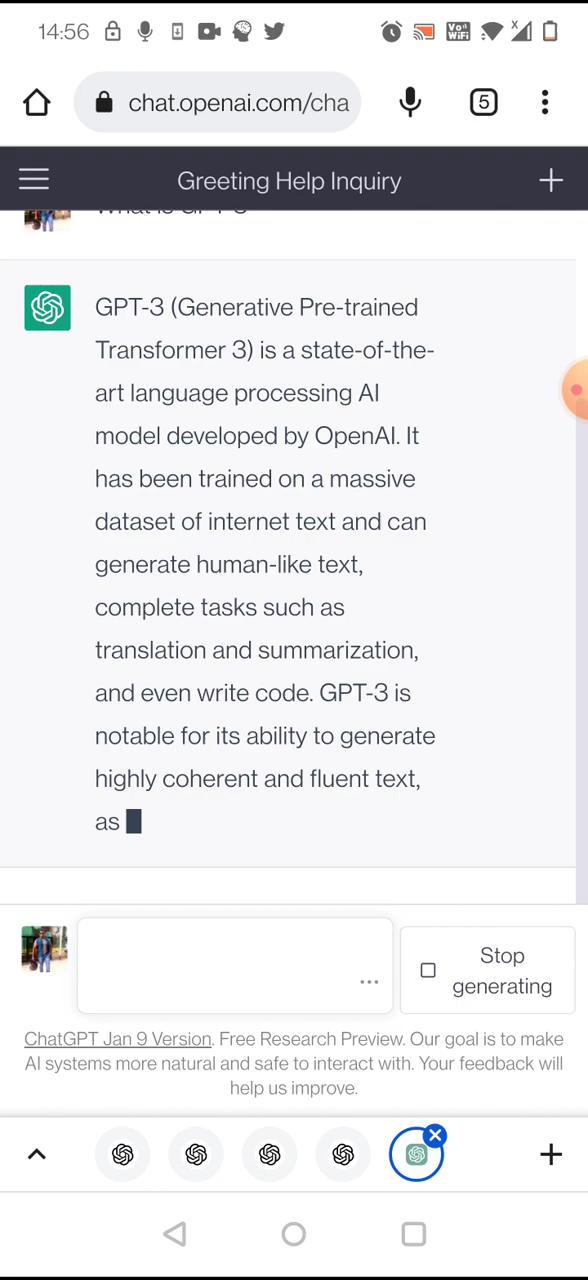 14:56
Vo))
WiFi
X
chat.openai.com/cha
5
Greeting Help Inquiry
GPT-3 (Generative Pre-trained
Transformer 3) is a state-of-the-
art language processing AI
model developed by OpenAI. It
has been trained on a massive
dataset of internet text and can
generate human-like text,
complete tasks such as
translation and summarization,
and even write code. GPT-3 is
notable for its ability to generate
highly coherent and fluent text,
as
Stop
generating
ChatGPT Jan 9 Version. Free Research Preview. Our goal is to make
AI systems more natural and safe to interact with. Your feedback will
help us improve.